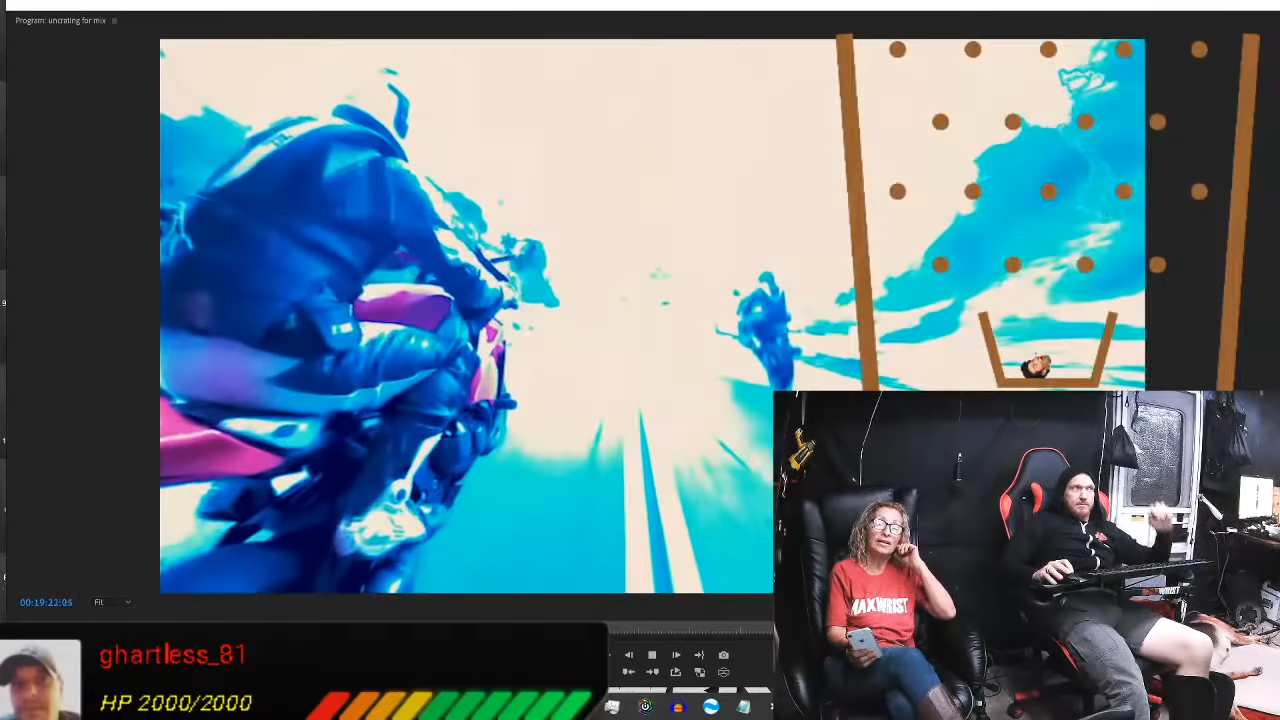 Program: uncrating for mix
00:19:22:05
Fit
MAXWRIST
ghartless_81
HP 2000/2000